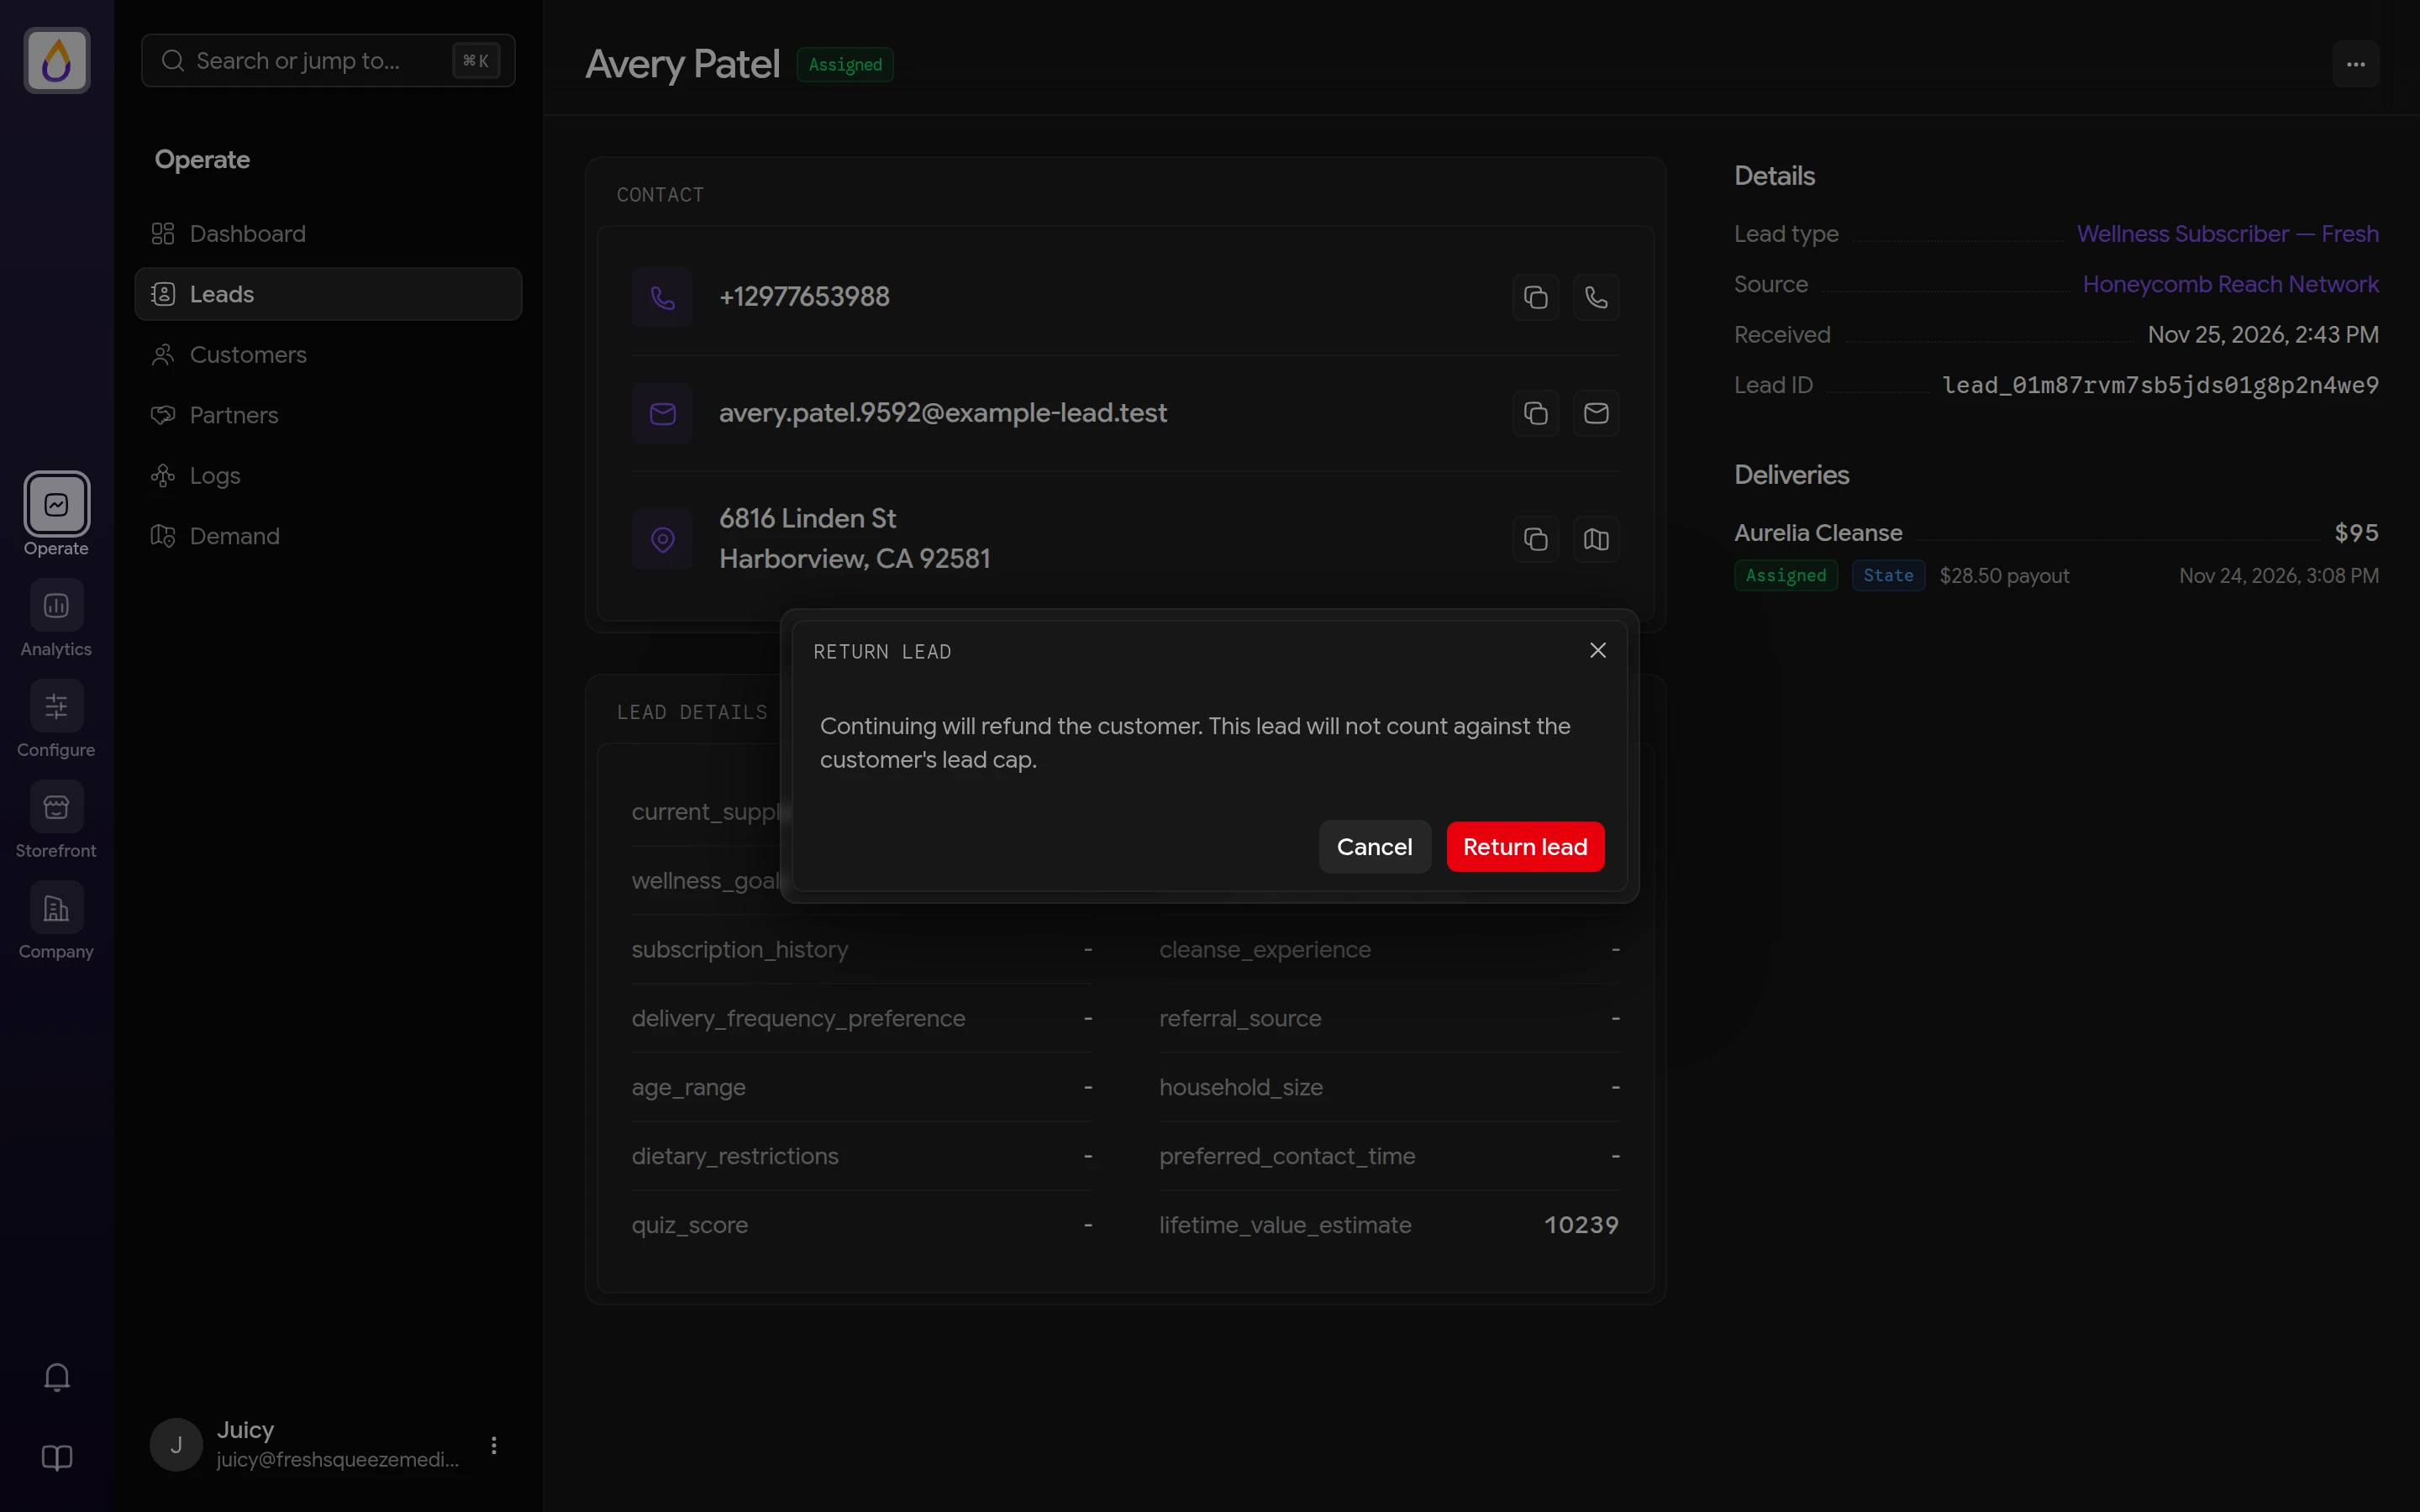 Search or jump to...
⌘K
Operate
Dashboard
Leads
Customers
Partners
Logs
Demand
Operate
Analytics
Configure
Storefront
Company
J
Juicy
juicy@freshsqueezemedi...
Avery Patel
Assigned
CONTACT
+12977653988
avery.patel.9592@example-lead.test
6816 Linden St
Harborview, CA 92581
LEAD DETAILS
current_suppl
wellness_goal
subscription_history -
cleanse_experience -
delivery_frequency_preference -
referral_source -
age_range -
household_size -
dietary_restrictions -
preferred_contact_time -
quiz_score -
lifetime_value_estimate 10239
RETURN LEAD
Continuing will refund the customer. This lead will not count against the
customer's lead cap.
Cancel
Return lead
Details
Lead type Wellness Subscriber — Fresh
Source Honeycomb Reach Network
Received Nov 25, 2026, 2:43 PM
Lead ID lead_01m87rvm7sb5jds01g8p2n4we9
Deliveries
Aurelia Cleanse $95
Assigned State $28.50 payout Nov 24, 2026, 3:08 PM